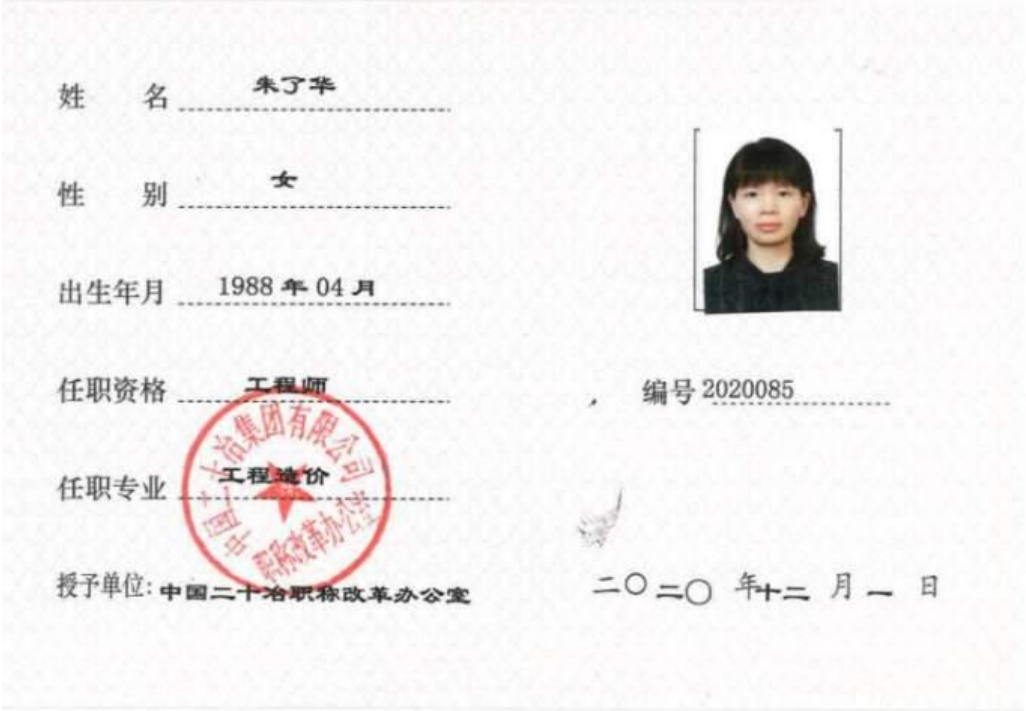 姓 名 朱了华
性 别 女
出生年月 1988 年 04 月
任职资格 工程师
编号 2020085
任职专业 工程造价
中国二十冶集团有限公司
职称改革办公室
授予单位: 中国二十冶职称改革办公室
二〇二〇 年十二 月 一 日